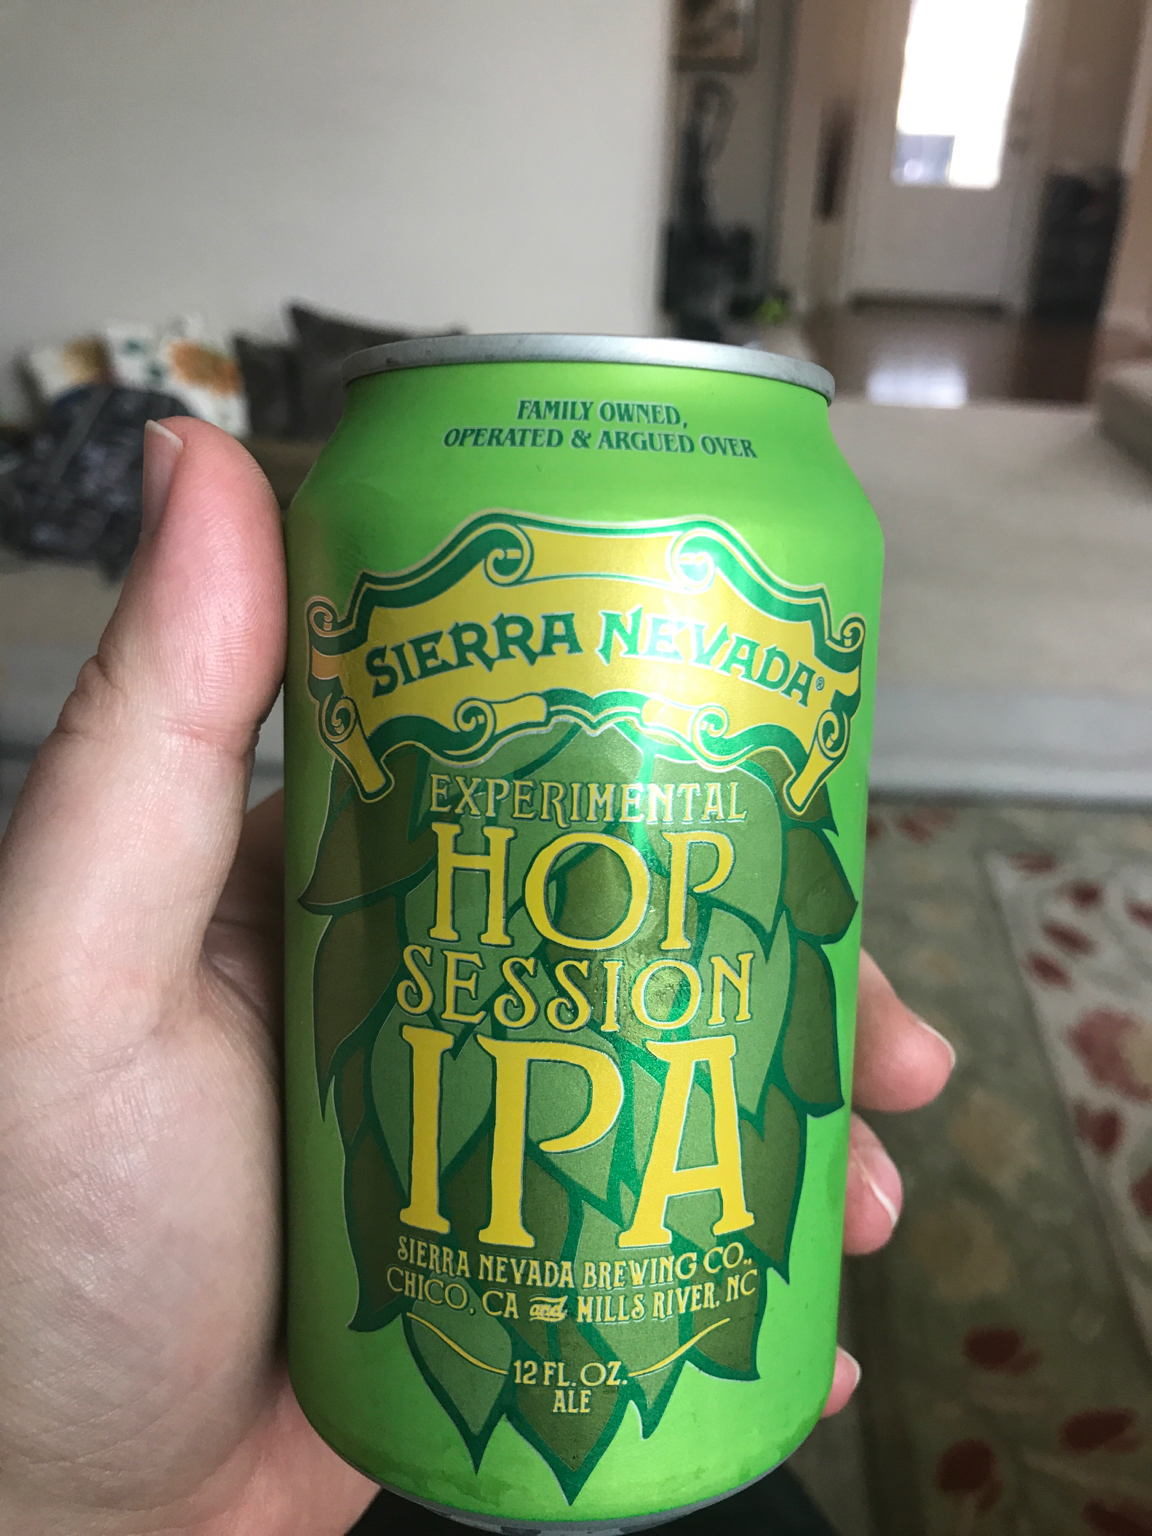 FAMILY OWNED,
OPERATED & ARGUED OVER
SIERRA NEVADA®
EXPERIMENTAL
HOP
SESSION
IPA
SIERRA NEVADA BREWING CO.,
CHICO, CA and MILLS RIVER, NC
12 FL. OZ.
ALE